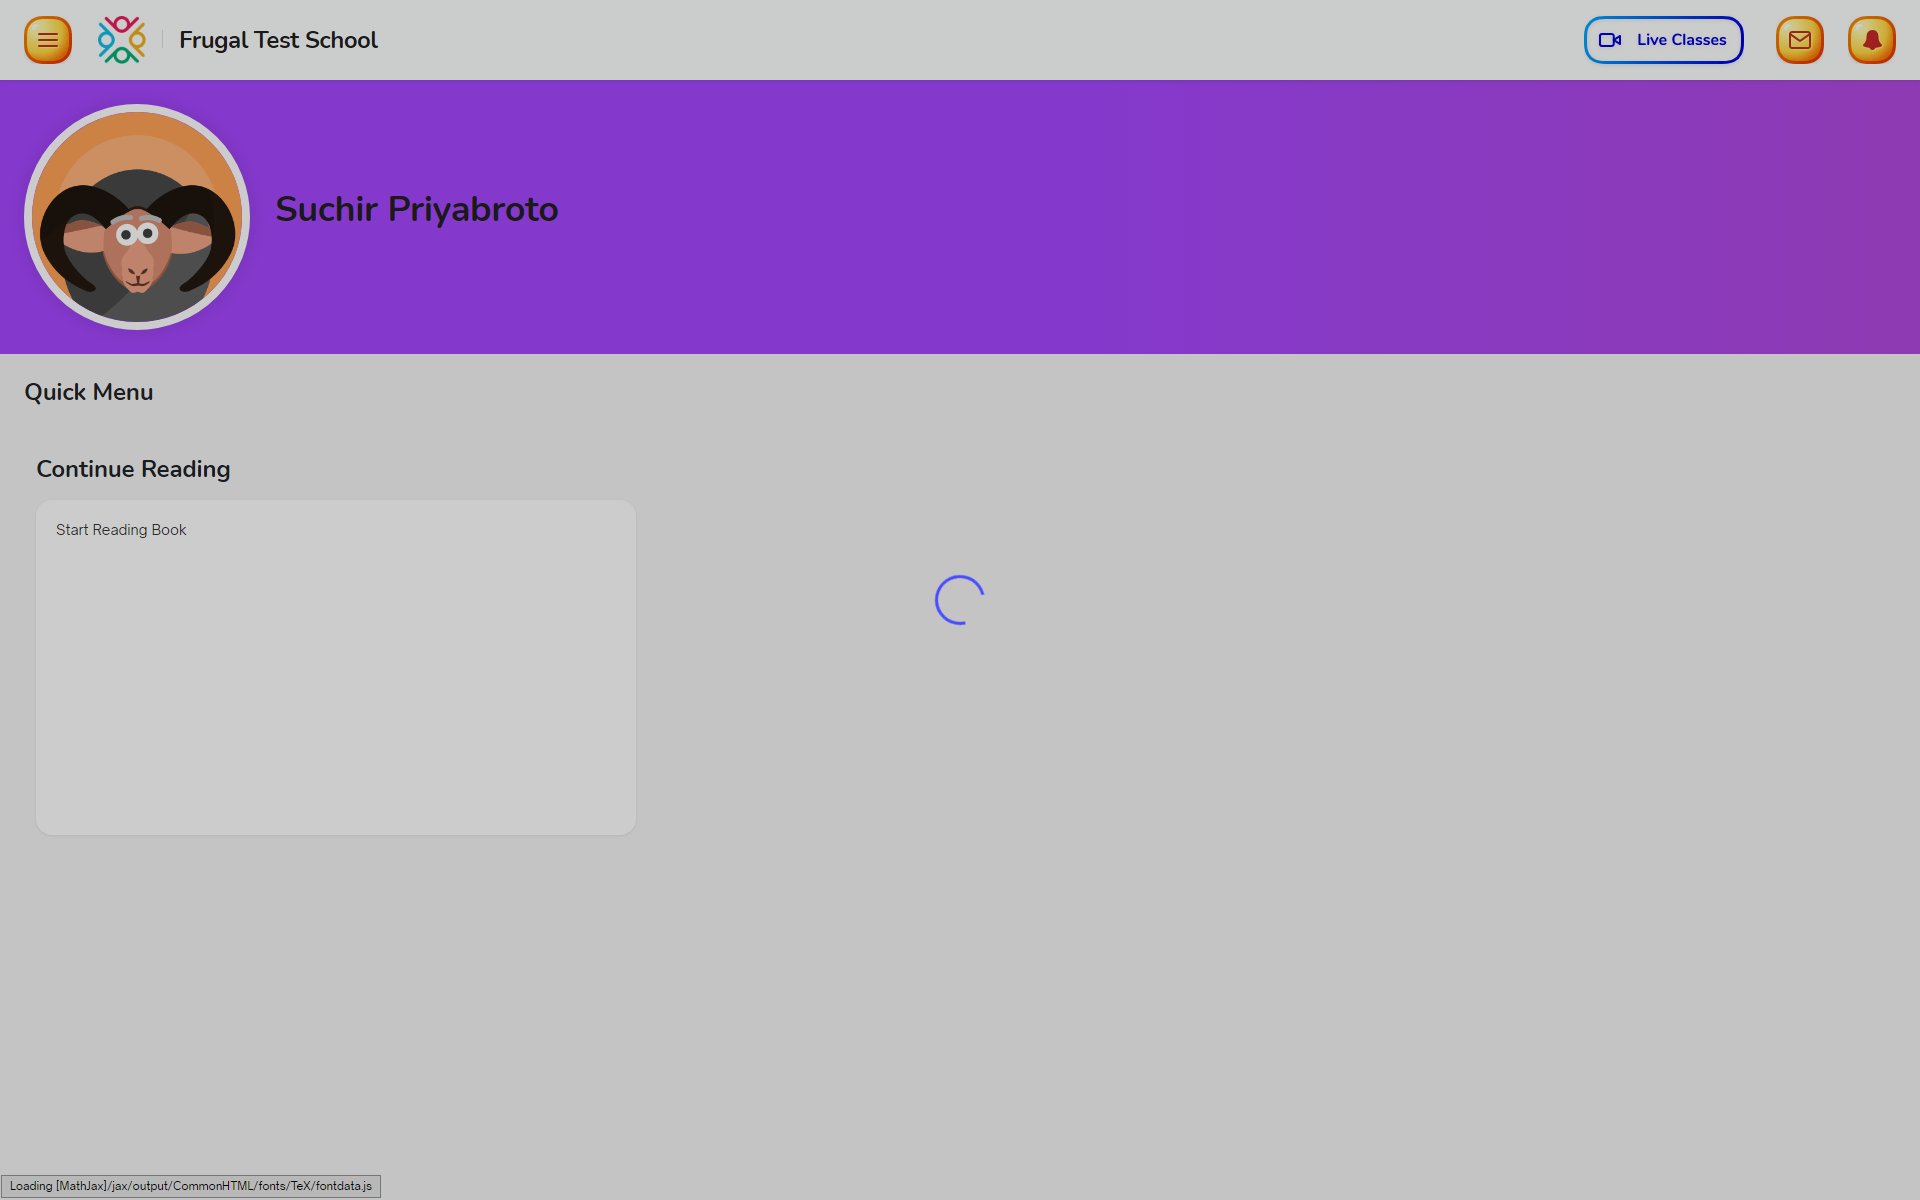 Frugal Test School
Live Classes
Suchir Priyabroto
Quick Menu
Continue Reading
Start Reading Book
Loading [MathJax]/jax/output/CommonHTML/fonts/TeX/fontdata.js